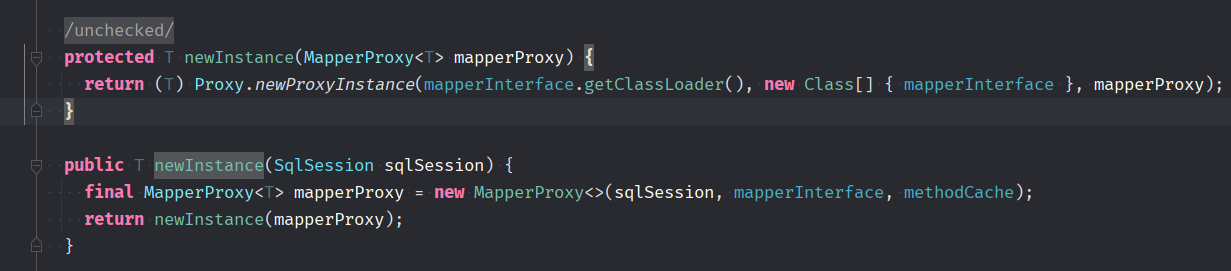 /unchecked/
protected T newInstance(MapperProxy<T> mapperProxy) {
return (T) Proxy.newProxyInstance(mapperInterface.getClassLoader(), new Class[] { mapperInterface }, mapperProxy);
}
public T newInstance(SqlSession sqlSession) {
final MapperProxy<T> mapperProxy = new MapperProxy<>(sqlSession, mapperInterface, methodCache);
return newInstance(mapperProxy);
}